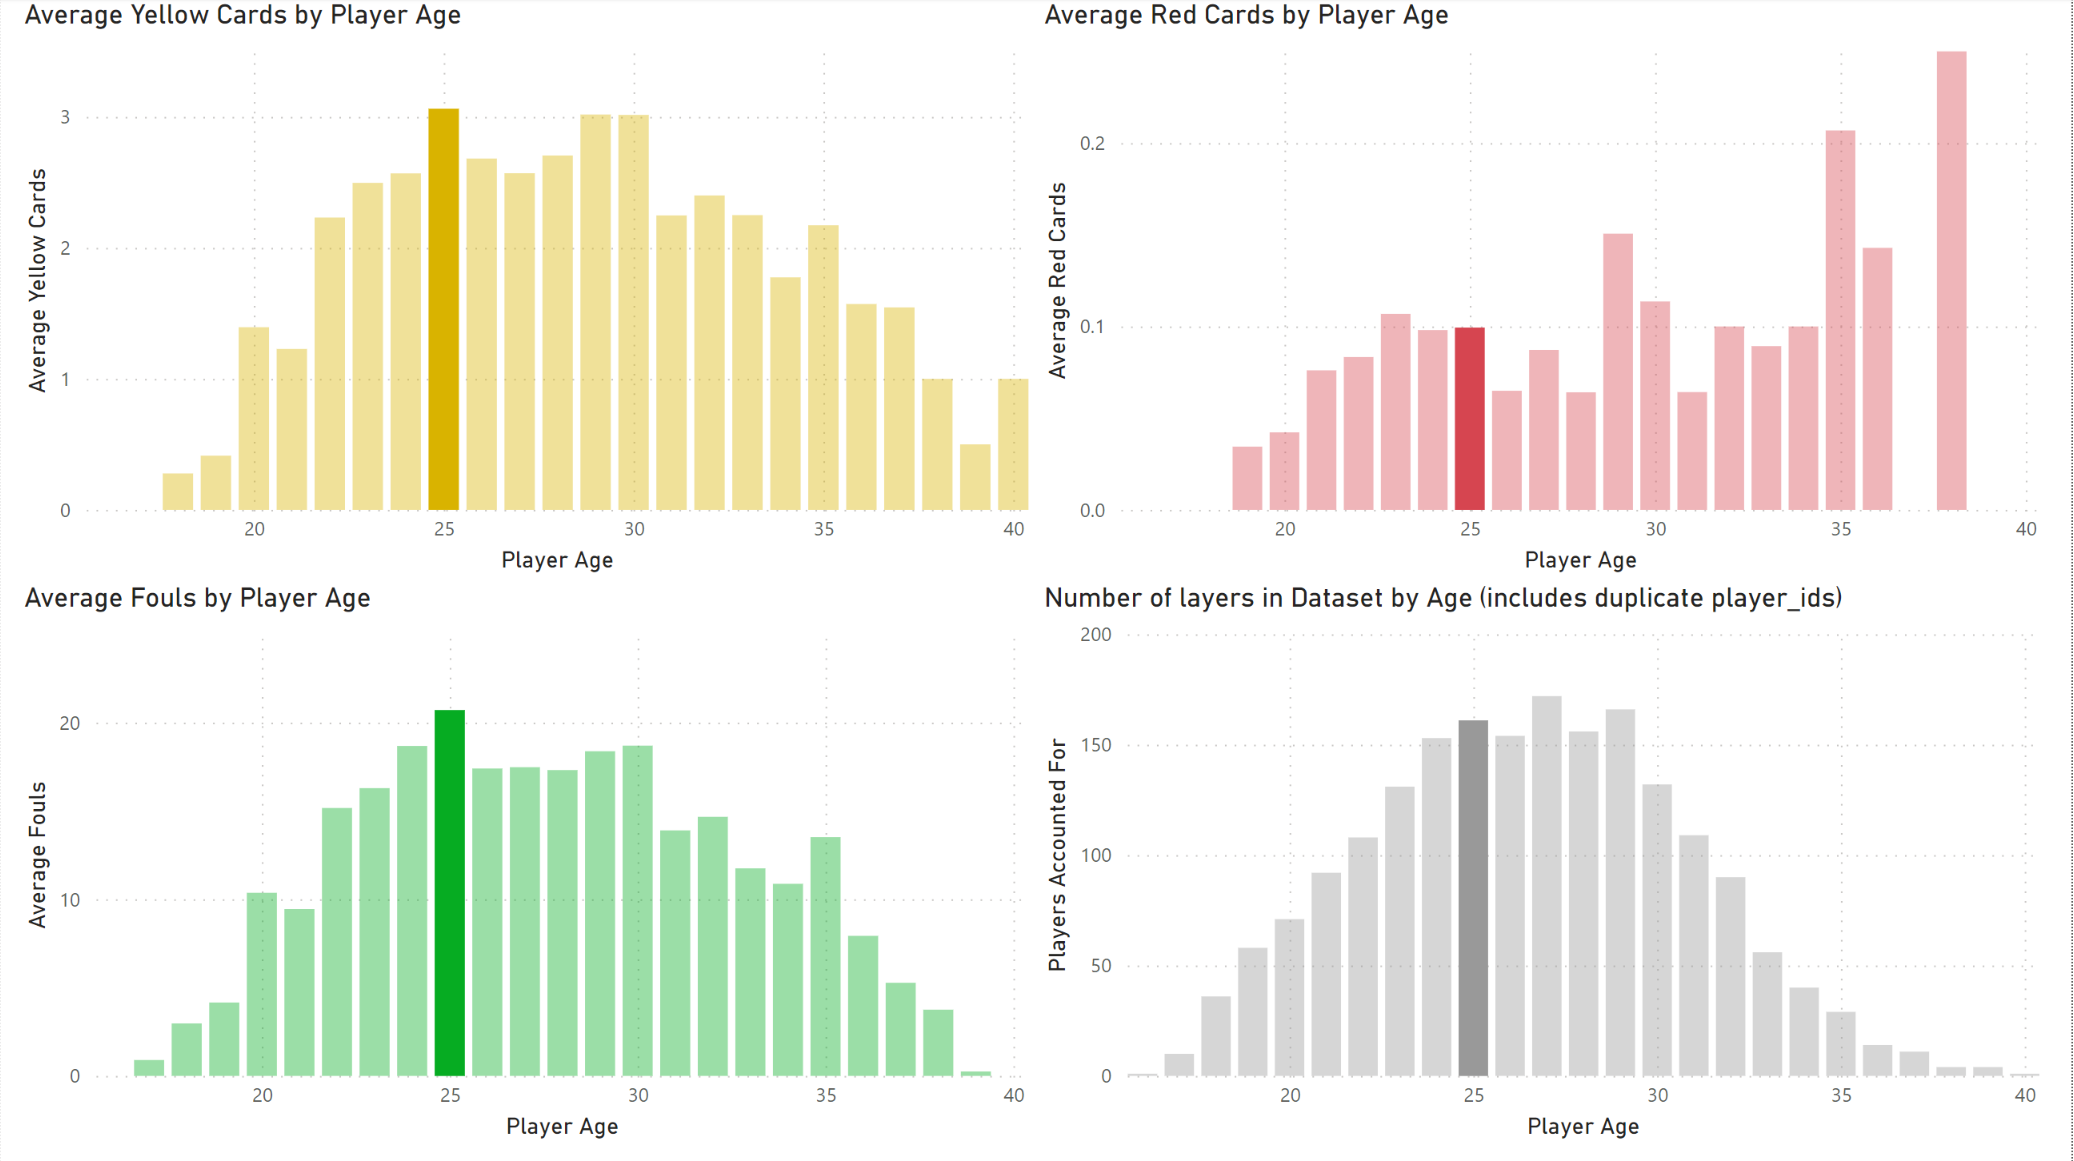 Average Yellow Cards by Player Age
Average Yellow Cards
3
2
1
0
20 25 30 35 40
Player Age
Average Red Cards by Player Age
Average Red Cards
0.2
0.1
0.0
20 25 30 35 40
Player Age
Average Fouls by Player Age
Average Fouls
20
10
0
20 25 30 35 40
Player Age
Number of layers in Dataset by Age (includes duplicate player_ids)
Players Accounted For
200
150
100
50
0
20 25 30 35 40
Player Age